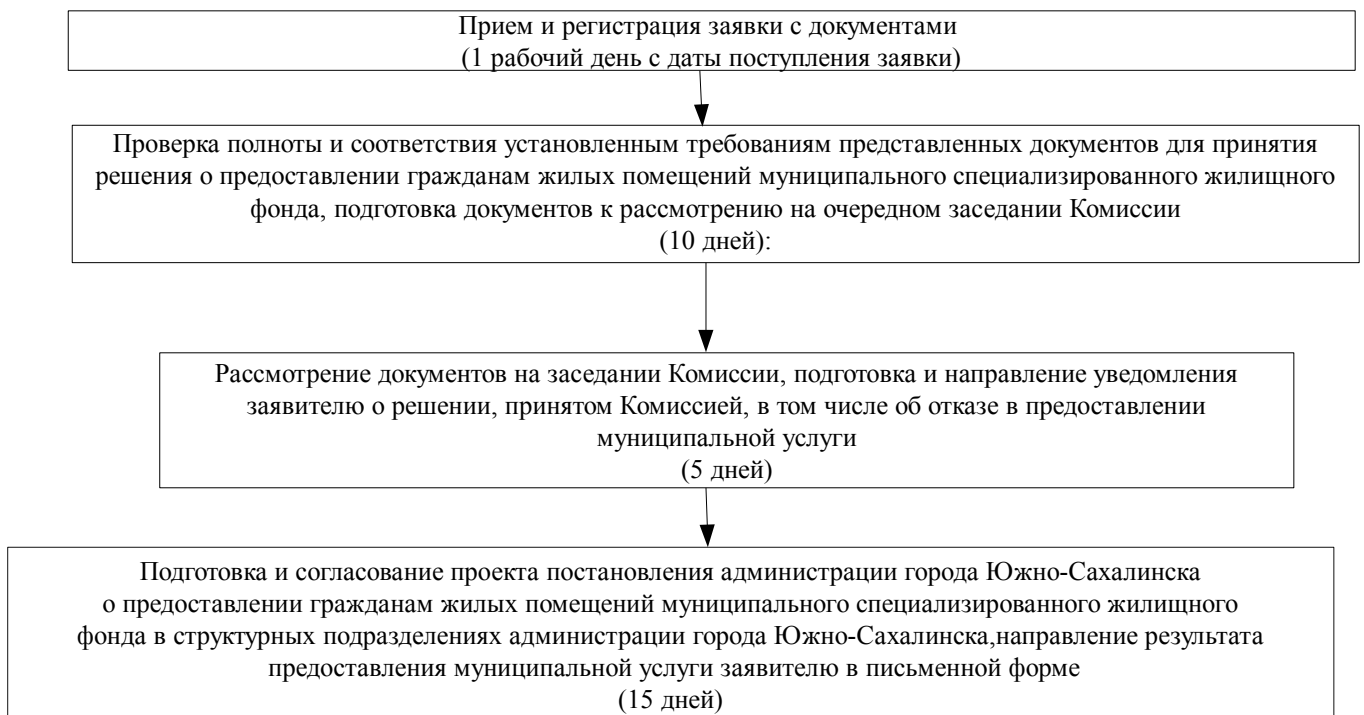 Прием и регистрация заявки с документами
(1 рабочий день с даты поступления заявки)
Проверка полноты и соответствия установленным требованиям представленных документов для принятия
решения о предоставлении гражданам жилых помещений муниципального специализированного жилищного
фонда, подготовка документов к рассмотрению на очередном заседании Комиссии
(10 дней):
Рассмотрение документов на заседании Комиссии, подготовка и направление уведомления
заявителю о решении, принятом Комиссией, в том числе об отказе в предоставлении
муниципальной услуги
(5 дней)
Подготовка и согласование проекта постановления администрации города Южно-Сахалинска
о предоставлении гражданам жилых помещений муниципального специализированного жилищного
фонда в структурных подразделениях администрации города Южно-Сахалинска,направление результата
предоставления муниципальной услуги заявителю в письменной форме
(15 дней)